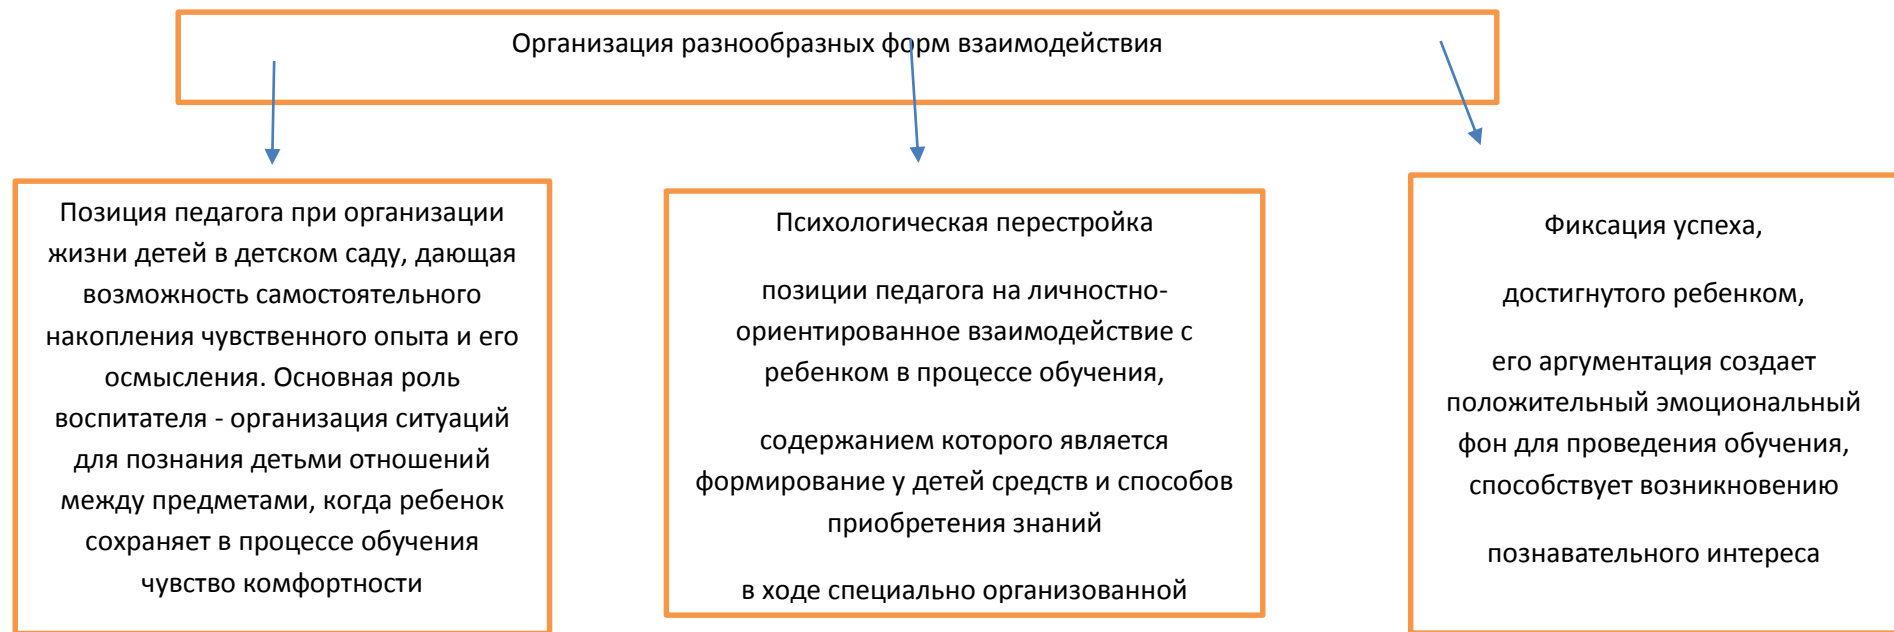 Организация разнообразных форм взаимодействия
Позиция педагога при организации
жизни детей в детском саду, дающая
возможность самостоятельного
накопления чувственного опыта и его
осмысления. Основная роль
воспитателя - организация ситуаций
для познания детьми отношений
между предметами, когда ребенок
сохраняет в процессе обучения
чувство комфортности
Психологическая перестройка
позиции педагога на личностно-
ориентированное взаимодействие с
ребенком в процессе обучения,
содержанием которого является
формирование у детей средств и способов
приобретения знаний
в ходе специально организованной
Фиксация успеха,
достигнутого ребенком,
его аргументация создает
положительный эмоциональный
фон для проведения обучения,
способствует возникновению
познавательного интереса